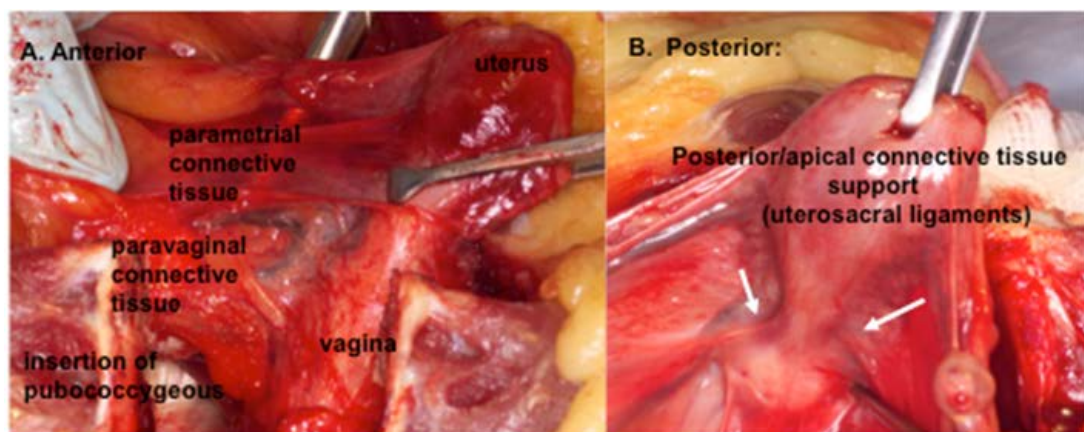 A. Anterior
uterus
parametrial
connective
tissue
paravaginal
connective
tissue
vagina
insertion of
pubococcygeous
B. Posterior:
Posterior/apical connective tissue
support
(uterosacral ligaments)